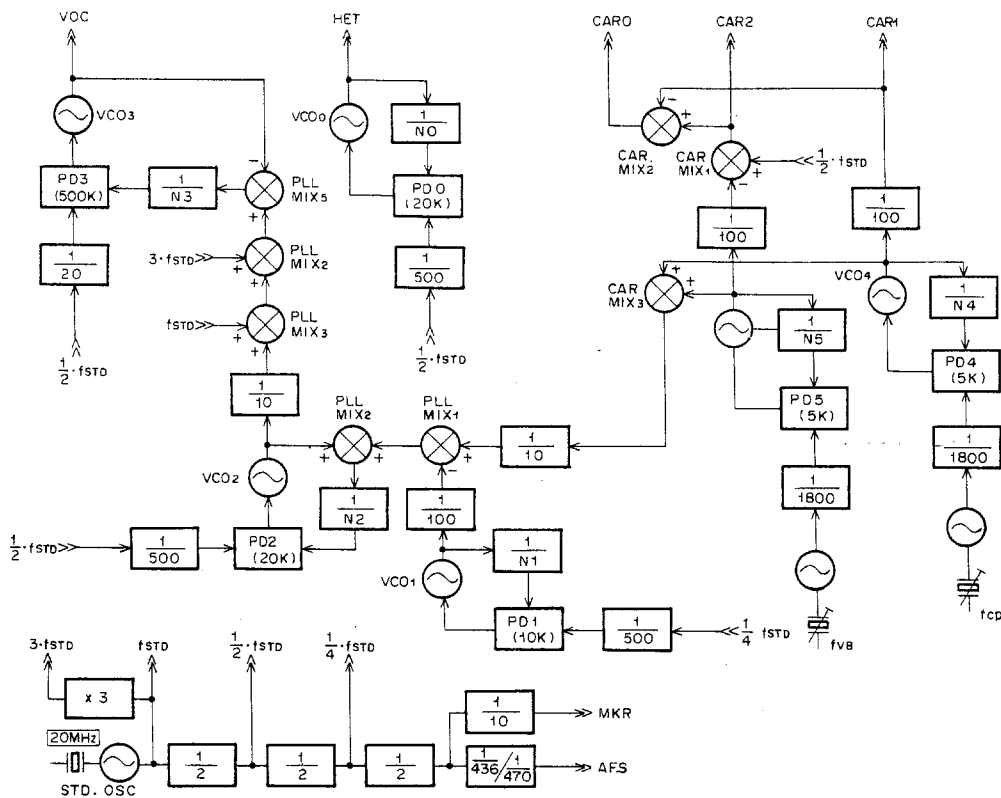 VOC
HET
CAR0
CAR2
CAR1
VCO3
VCO0
1/N0
PD3
(500K)
1/N3
PLL
MIX5
PD0
(20K)
CAR.
MIX2
CAR
MIX1
1/2·fSTD
1/20
3·fSTD
PLL
MIX2
1/500
1/100
1/100
fSTD
PLL
MIX3
CAR
MIX3
VCO4
1/N4
1/2·fSTD
1/2·fSTD
1/N5
PD4
(5K)
1/10
PLL
MIX2
PLL
MIX1
PD5
(5K)
1/10
1/1800
VCO2
1/N2
1/100
1/1800
1/2·fSTD
1/500
PD2
(20K)
1/N1
VCO1
PD1
(10K)
1/500
1/4 fSTD
fVB
fCD
3·fSTD
fSTD
1/2·fSTD
1/4·fSTD
x 3
1/10
MKR
20MHz
1/2
1/2
1/2
1/436 / 1/470
AFS
STD. OSC
+
+
+
+
+
+
+
+
+
+
+
+
+
−
−
−
−